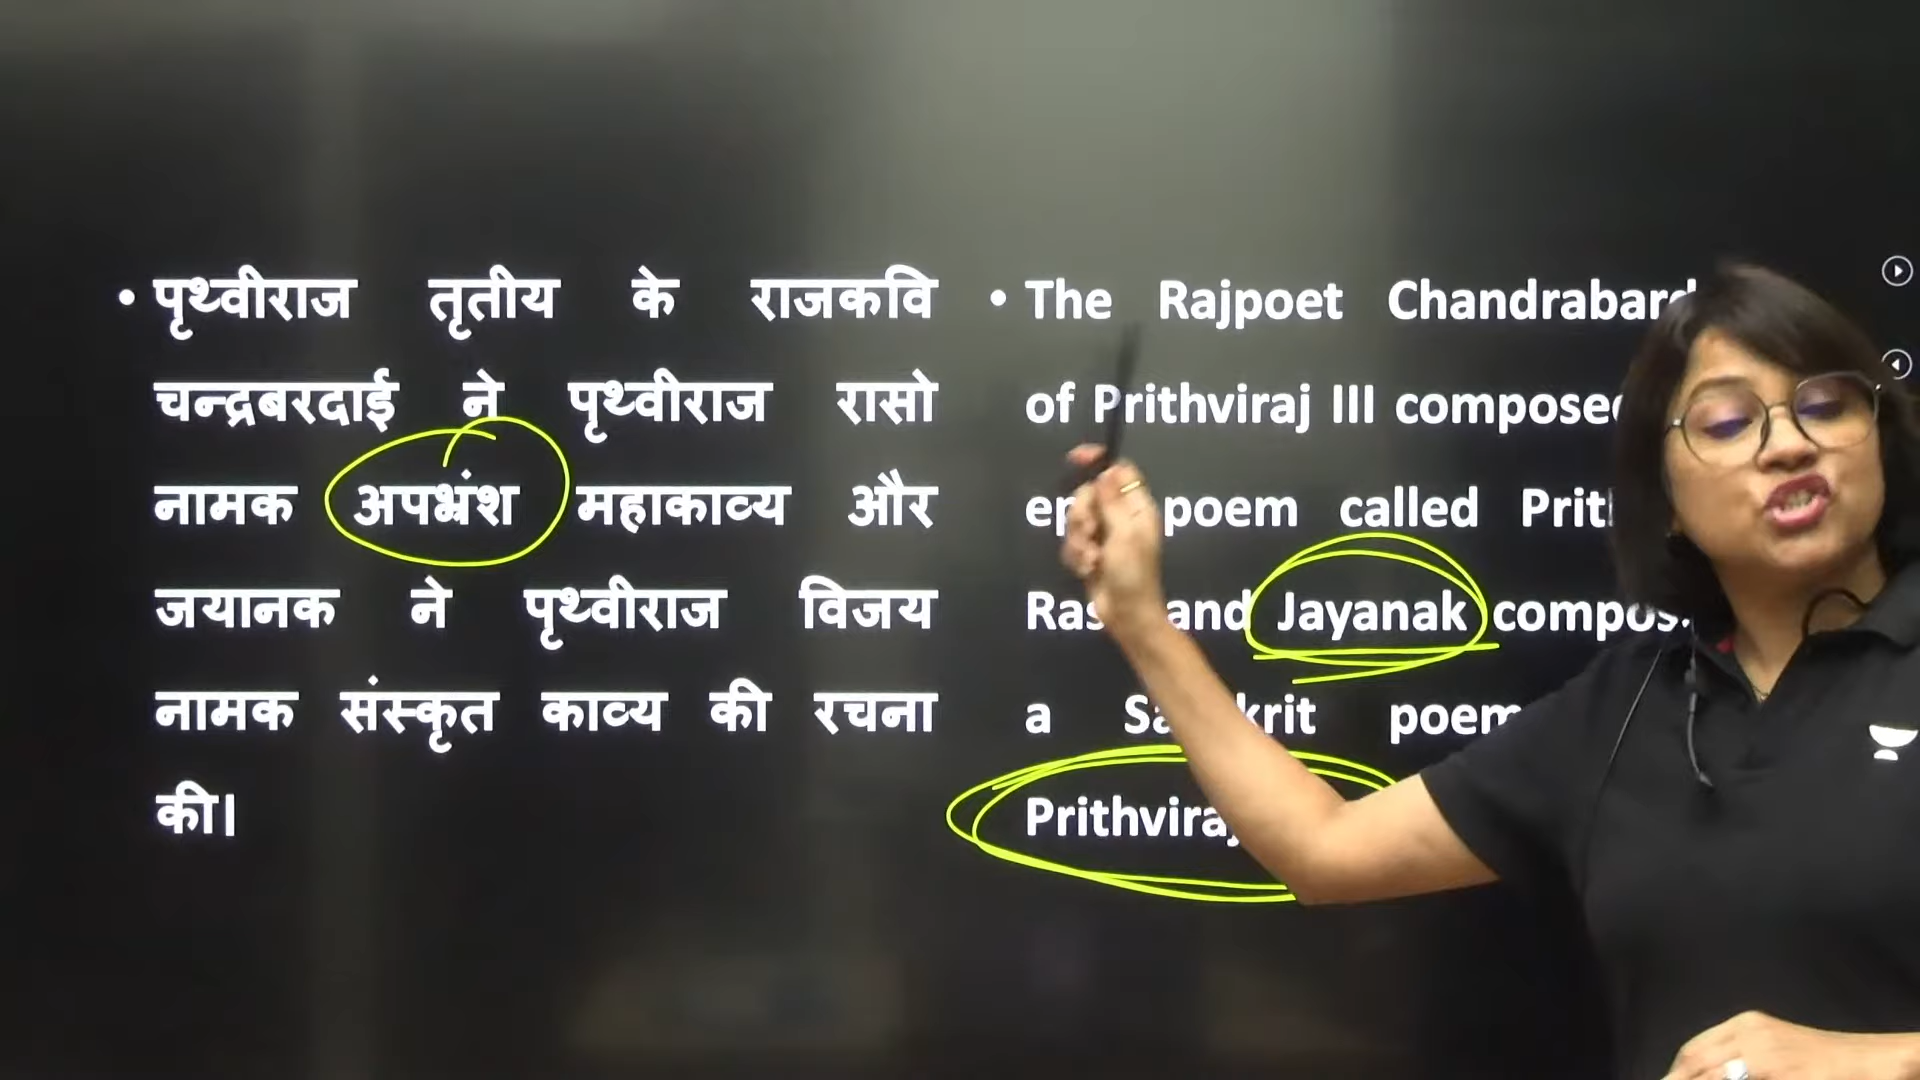 • पृथ्वीराज तृतीय के राजकवि
चन्द्रबरदाई ने पृथ्वीराज रासो
नामक अपभ्रंश महाकाव्य और
जयानक ने पृथ्वीराज विजय
नामक संस्कृत काव्य की रचना
की।
• The Rajpoet
of Prithviraj III
poem called
and Jayanak
a poem